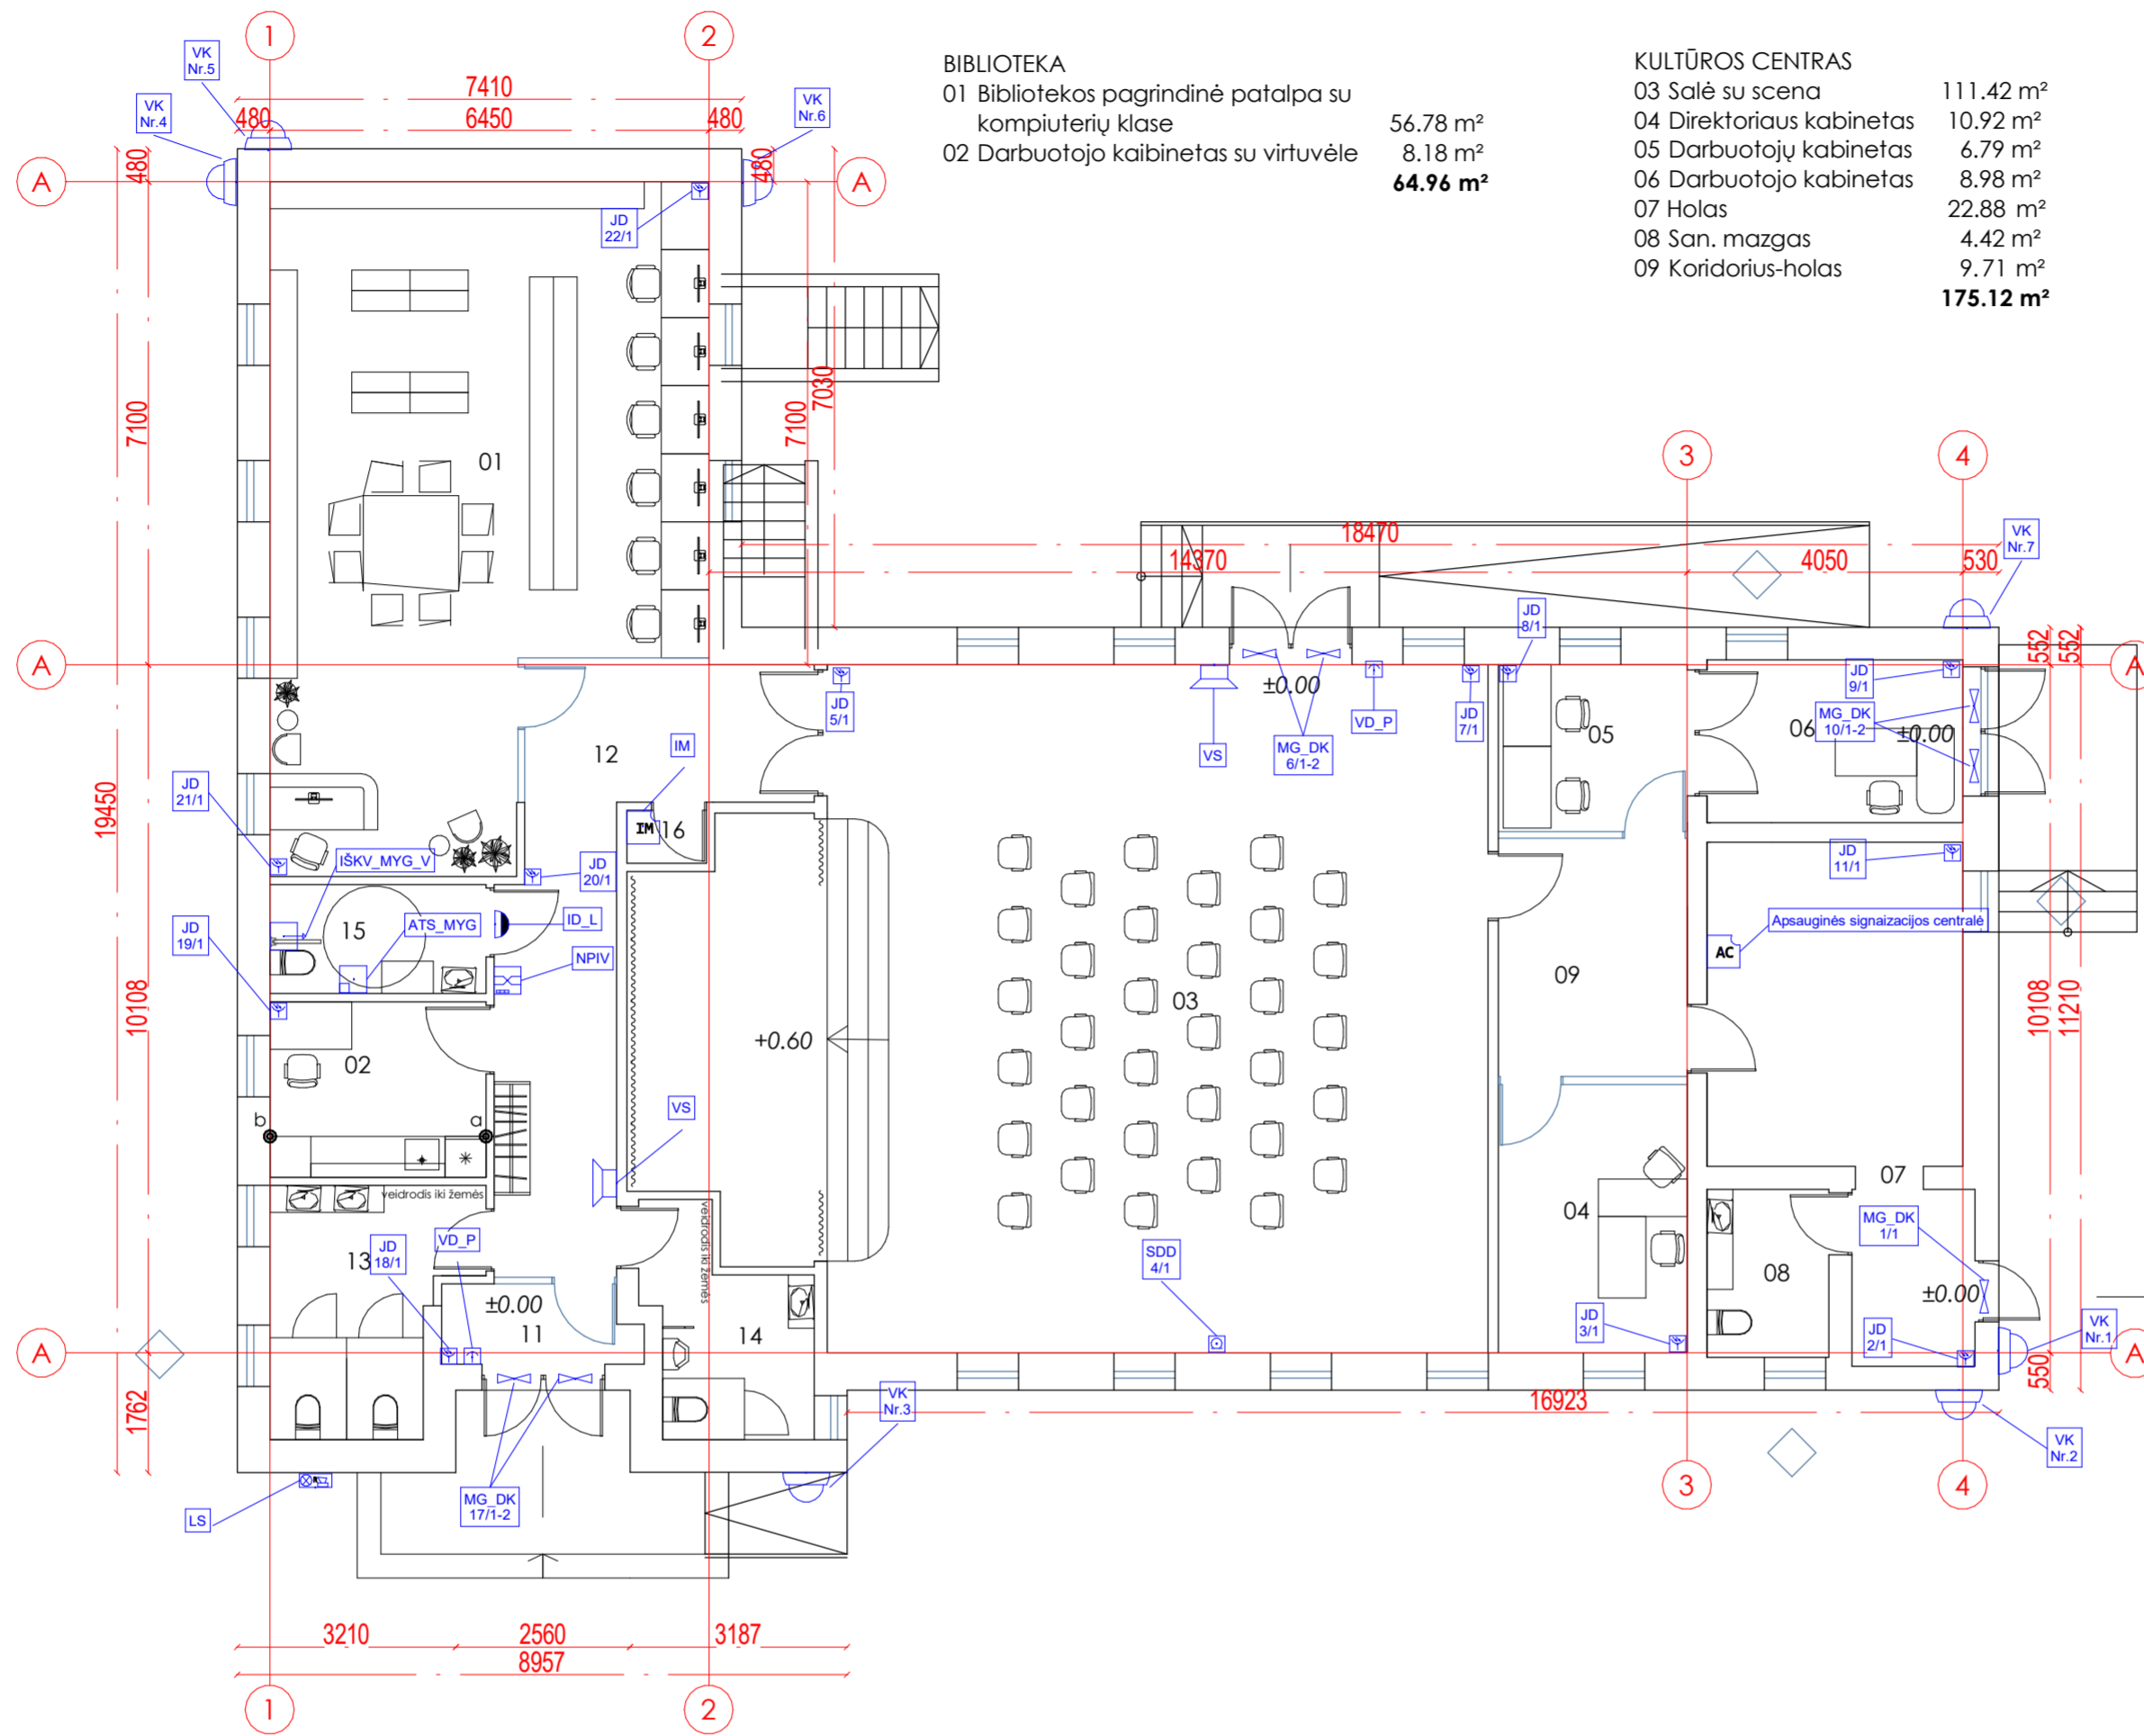 BIBLIOTEKA
01 Bibliotekos pagrindinė patalpa su
kompiuterių klase 56.78 m²
02 Darbuotojo kaibinetas su virtuvėle 8.18 m²
64.96 m²
KULTŪROS CENTRAS
03 Salė su scena 111.42 m²
04 Direktoriaus kabinetas 10.92 m²
05 Darbuotojų kabinetas 6.79 m²
06 Darbuotojo kabinetas 8.98 m²
07 Holas 22.88 m²
08 San. mazgas 4.42 m²
09 Koridorius-holas 9.71 m²
175.12 m²
1
2
VK
Nr.5
VK
Nr.4
VK
Nr.6
7410
480
6450
480
A
480
480
A
JD
22/1
7100
7100
7030
01
3
4
18470
14370
4050
530
VK
Nr.7
A
552
552
A
JD
5/1
VS
±0.00
MG_DK
6/1-2
VD_P
JD
7/1
JD
8/1
05
06
JD
9/1
MG_DK
10/1-2
±0.00
12
IM
IM
16
19450
JD
21/1
IŠKV_MYG_V
JD
20/1
JD
11/1
15
ATS_MYG
ID_L
NPIV
JD
19/1
Apsauginės signaizacijos centralė
AC
09
03
+0.60
10108
10108
11210
02
b
a
VS
veidrodis iki žemės
veidrodis iki žemės
07
04
MG_DK
1/1
13
JD
18/1
VD_P
SDD
4/1
08
±0.00
±0.00
11
14
JD
3/1
JD
2/1
VK
Nr.1
A
A
550
1762
VK
Nr.3
16923
VK
Nr.2
3
4
MG_DK
17/1-2
LS
3210
2560
3187
8957
1
2